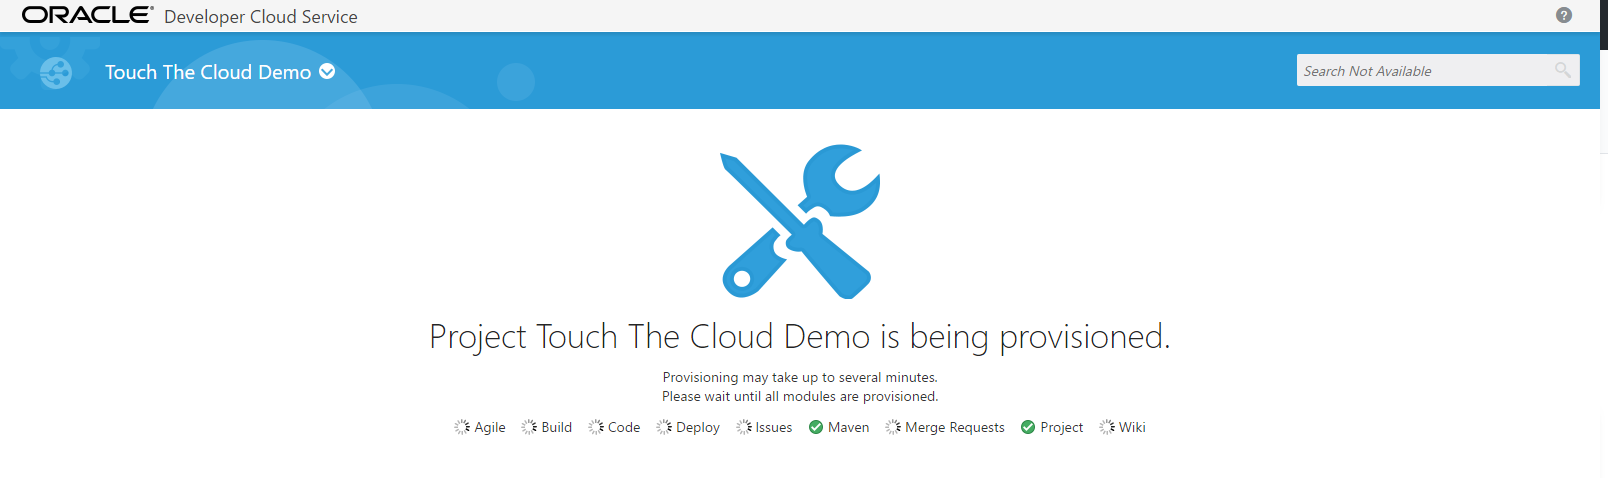 ORACLE® Developer Cloud Service
?
Touch The Cloud Demo
Search Not Available
Project Touch The Cloud Demo is being provisioned.
Provisioning may take up to several minutes.
Please wait until all modules are provisioned.
Agile Build Code Deploy Issues Maven Merge Requests Project Wiki